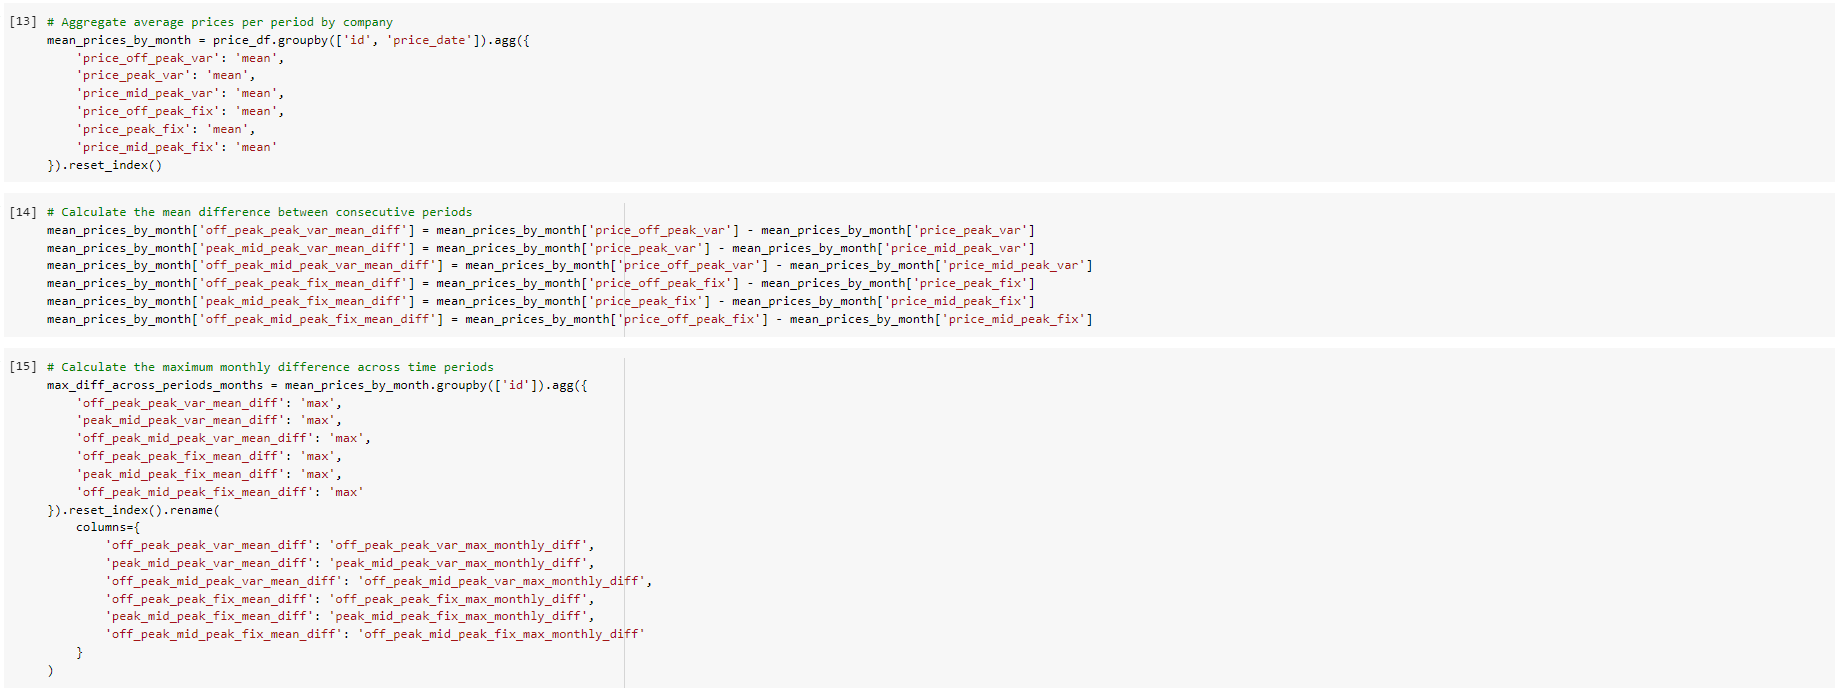 [13] # Aggregate average prices per period by company
mean_prices_by_month = price_df.groupby(['id', 'price_date']).agg({
    'price_off_peak_var': 'mean',
    'price_peak_var': 'mean',
    'price_mid_peak_var': 'mean',
    'price_off_peak_fix': 'mean',
    'price_peak_fix': 'mean',
    'price_mid_peak_fix': 'mean'
}).reset_index()
[14] # Calculate the mean difference between consecutive periods
mean_prices_by_month['off_peak_peak_var_mean_diff'] = mean_prices_by_month['price_off_peak_var'] - mean_prices_by_month['price_peak_var']
mean_prices_by_month['peak_mid_peak_var_mean_diff'] = mean_prices_by_month['price_peak_var'] - mean_prices_by_month['price_mid_peak_var']
mean_prices_by_month['off_peak_mid_peak_var_mean_diff'] = mean_prices_by_month['price_off_peak_var'] - mean_prices_by_month['price_mid_peak_var']
mean_prices_by_month['off_peak_peak_fix_mean_diff'] = mean_prices_by_month['price_off_peak_fix'] - mean_prices_by_month['price_peak_fix']
mean_prices_by_month['peak_mid_peak_fix_mean_diff'] = mean_prices_by_month['price_peak_fix'] - mean_prices_by_month['price_mid_peak_fix']
mean_prices_by_month['off_peak_mid_peak_fix_mean_diff'] = mean_prices_by_month['price_off_peak_fix'] - mean_prices_by_month['price_mid_peak_fix']
[15] # Calculate the maximum monthly difference across time periods
max_diff_across_periods_months = mean_prices_by_month.groupby(['id']).agg({
    'off_peak_peak_var_mean_diff': 'max',
    'peak_mid_peak_var_mean_diff': 'max',
    'off_peak_mid_peak_var_mean_diff': 'max',
    'off_peak_peak_fix_mean_diff': 'max',
    'peak_mid_peak_fix_mean_diff': 'max',
    'off_peak_mid_peak_fix_mean_diff': 'max'
}).reset_index().rename(
    columns={
        'off_peak_peak_var_mean_diff': 'off_peak_peak_var_max_monthly_diff',
        'peak_mid_peak_var_mean_diff': 'peak_mid_peak_var_max_monthly_diff',
        'off_peak_mid_peak_var_mean_diff': 'off_peak_mid_peak_var_max_monthly_diff',
        'off_peak_peak_fix_mean_diff': 'off_peak_peak_fix_max_monthly_diff',
        'peak_mid_peak_fix_mean_diff': 'peak_mid_peak_fix_max_monthly_diff',
        'off_peak_mid_peak_fix_mean_diff': 'off_peak_mid_peak_fix_max_monthly_diff'
    }
)